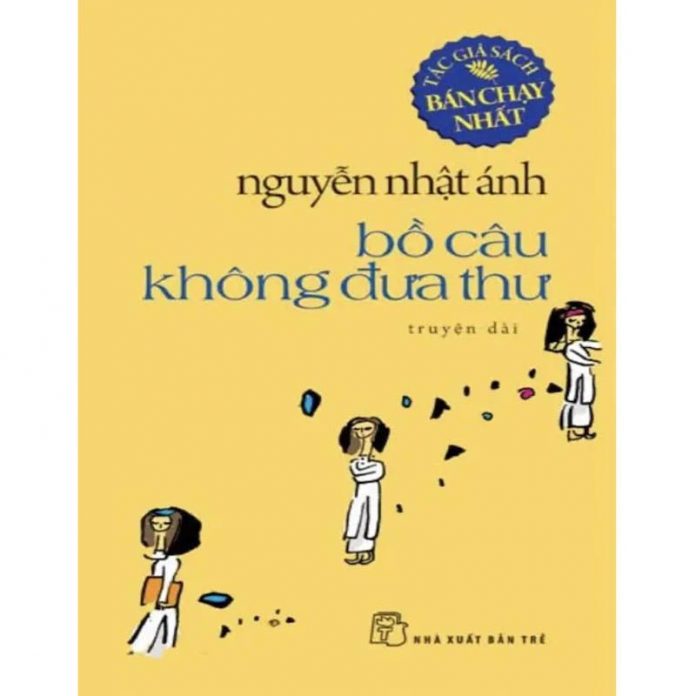 TÁC GIẢ SÁCH
BÁN CHẠY
NHẤT
nguyễn nhật ánh
bồ câu
không đưa thư
truyện dài
NHÀ XUẤT BẢN TRẺ